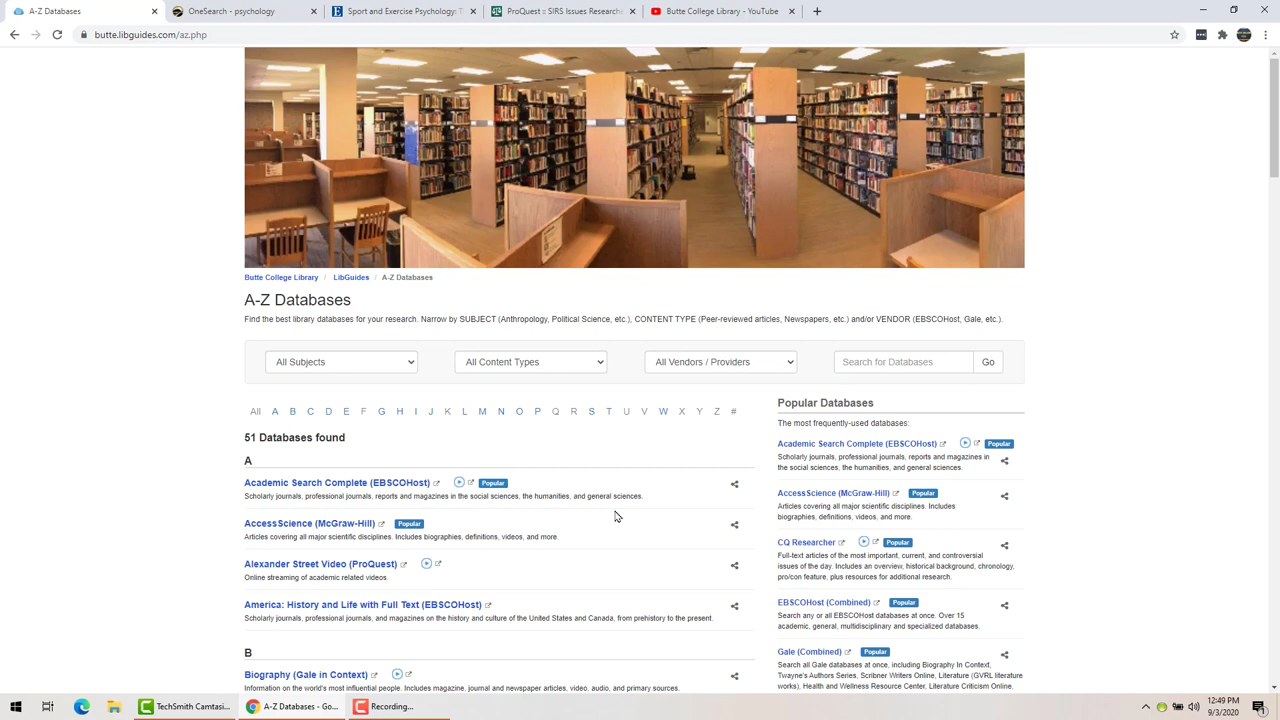 A-Z Databases
OneSearch - psychology
Sport and Exercise Psychology: T
ProQuest :: SIRS Issues Research
Butte College Library - YouTube
butte.libguides.com/az.php
Butte College Library / LibGuides / A-Z Databases
A-Z Databases
Find the best library databases for your research. Narrow by SUBJECT (Anthropology, Political Science, etc.), CONTENT TYPE (Peer-reviewed articles, Newspapers, etc.) and/or VENDOR (EBSCOHost, Gale, etc.).
All Subjects
All Content Types
All Vendors / Providers
Search for Databases
Go
All A B C D E F G H I J K L M N O P Q R S T U V W X Y Z #
51 Databases found
A
Academic Search Complete (EBSCOHost) Popular
Scholarly journals, professional journals, reports and magazines in the social sciences, the humanities, and general sciences.
AccessScience (McGraw-Hill) Popular
Articles covering all major scientific disciplines. Includes biographies, definitions, videos, and more.
Alexander Street Video (ProQuest)
Online streaming of academic related videos.
America: History and Life with Full Text (EBSCOHost)
Scholarly journals, professional journals, and magazines on the history and culture of the United States and Canada, from prehistory to the present.
B
Biography (Gale in Context)
Information on the world's most influential people. Includes magazine, journal and newspaper articles, video, audio, and primary sources.
Popular Databases
The most frequently-used databases:
Academic Search Complete (EBSCOHost) Popular
Scholarly journals, professional journals, reports and magazines in
the social sciences, the humanities, and general sciences.
AccessScience (McGraw-Hill) Popular
Articles covering all major scientific disciplines. Includes
biographies, definitions, videos, and more.
CQ Researcher Popular
Full-text articles of the most important, current, and controversial
issues of the day. Includes an overview, historical background, chronology,
pro/con feature, plus resources for additional research.
EBSCOHost (Combined) Popular
Search any or all EBSCOHost databases at once. Over 15
academic, general, multidisciplinary and specialized databases.
Gale (Combined) Popular
Search all Gale databases at once, including Biography In Context,
Twayne's Authors Series, Scribner Writers Online, Literature (GVRL literature
works), Health and Wellness Resource Center, Literature Criticism Online,
TechSmith Camtasi...
A-Z Databases - Go...
Recording...
12:49 PM
9/3/2020